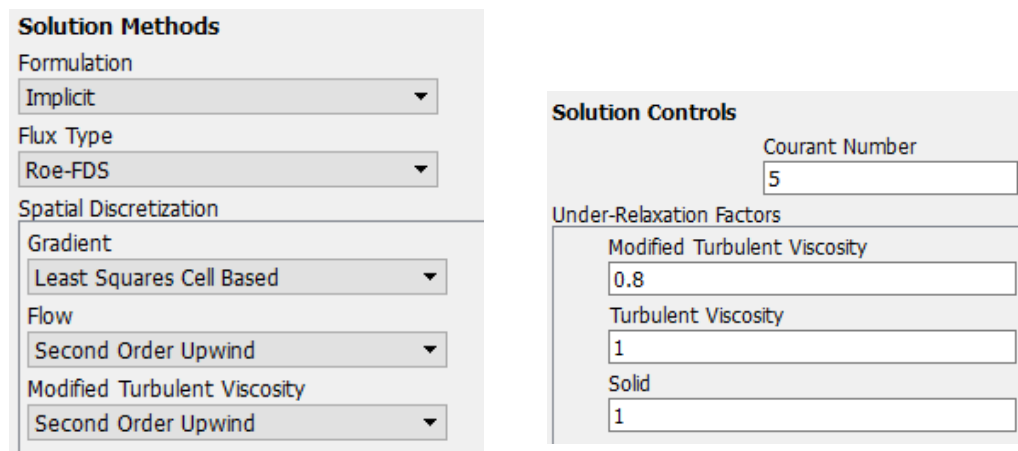 Solution Methods
Formulation
Implicit
Flux Type
Roe-FDS
Spatial Discretization
Gradient
Least Squares Cell Based
Flow
Second Order Upwind
Modified Turbulent Viscosity
Second Order Upwind
Solution Controls
Courant Number
5
Under-Relaxation Factors
Modified Turbulent Viscosity
0.8
Turbulent Viscosity
1
Solid
1